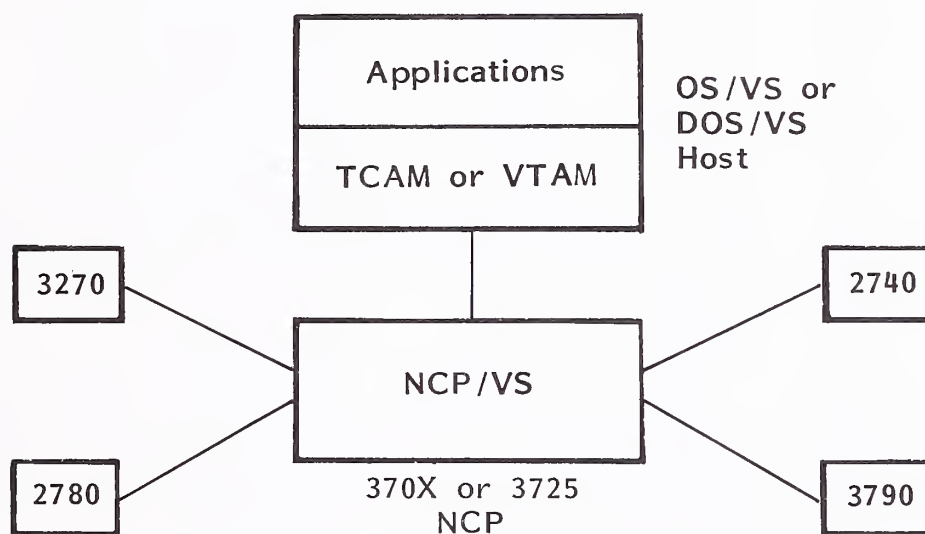 Applications
TCAM or VTAM
OS/VS or
DOS/VS
Host
3270
2740
NCP/VS
2780
3790
370X or 3725
NCP